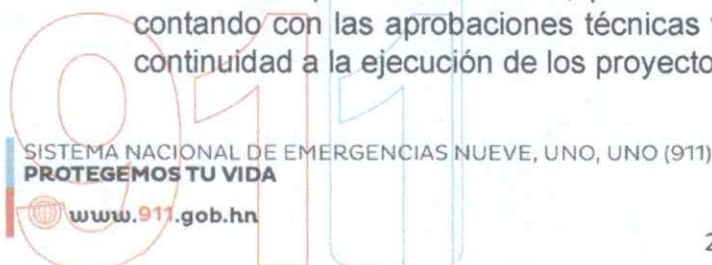 contando con las aprobaciones técnicas
continuidad a la ejecución de los
911
SISTEMA NACIONAL DE EMERGENCIAS NUEVE, UNO, UNO (911)
PROTEGEMOS TU VIDA
www.911.gob.hn